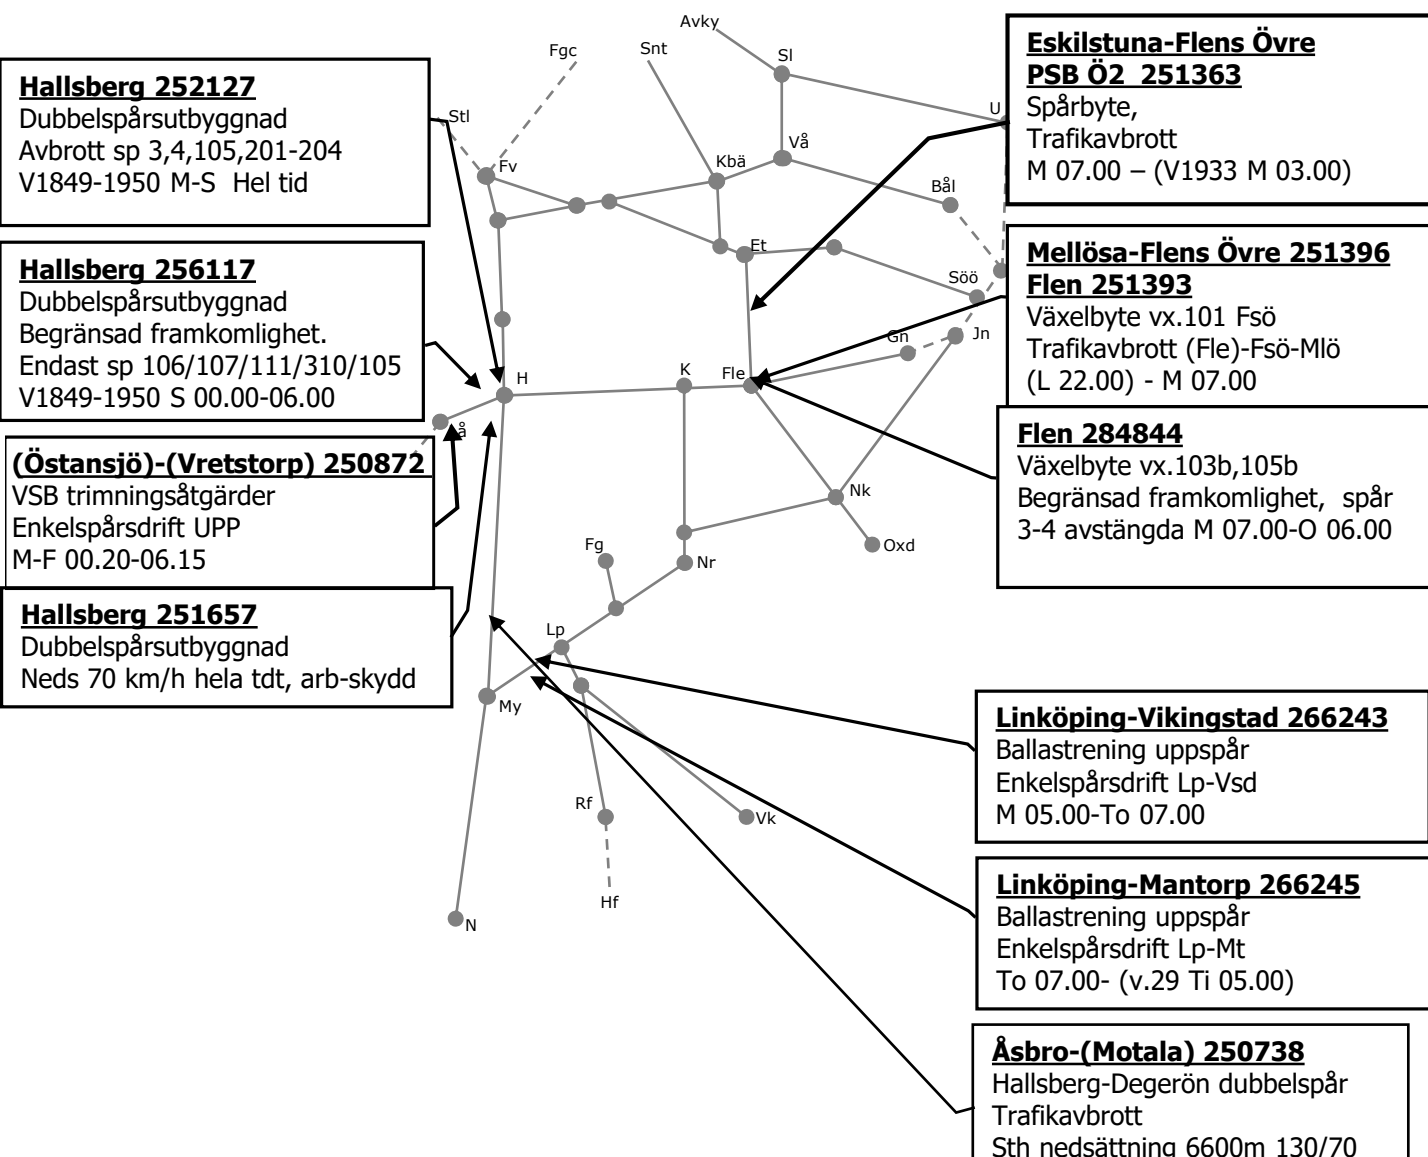 Avky
Fgc
Snt
Sl
U
Stl
Fv
Kbä
Vå
Bål
Et
Söö
Gn
Jn
H
K
Fle
å
Nk
Oxd
Fg
Nr
Lp
My
Rf
Vk
Hf
N
Hallsberg 252127
Dubbelspårsutbyggnad
Avbrott sp 3,4,105,201-204
V1849-1950 M-S Hel tid
Hallsberg 256117
Dubbelspårsutbyggnad
Begränsad framkomlighet.
Endast sp 106/107/111/310/105
V1849-1950 S 00.00-06.00
(Östansjö)-(Vretstorp) 250872
VSB trimningsåtgärder
Enkelspårsdrift UPP
M-F 00.20-06.15
Hallsberg 251657
Dubbelspårsutbyggnad
Neds 70 km/h hela tdt, arb-skydd
Eskilstuna-Flens Övre
PSB Ö2 251363
Spårbyte,
Trafikavbrott
M 07.00 – (V1933 M 03.00)
Mellösa-Flens Övre 251396
Flen 251393
Växelbyte vx.101 Fsö
Trafikavbrott (Fle)-Fsö-Mlö
(L 22.00) - M 07.00
Flen 284844
Växelbyte vx.103b,105b
Begränsad framkomlighet, spår
3-4 avstängda M 07.00-O 06.00
Linköping-Vikingstad 266243
Ballastrening uppspår
Enkelspårsdrift Lp-Vsd
M 05.00-To 07.00
Linköping-Mantorp 266245
Ballastrening uppspår
Enkelspårsdrift Lp-Mt
To 07.00- (v.29 Ti 05.00)
Åsbro-(Motala) 250738
Hallsberg-Degerön dubbelspår
Trafikavbrott
Sth nedsättning 6600m 130/70